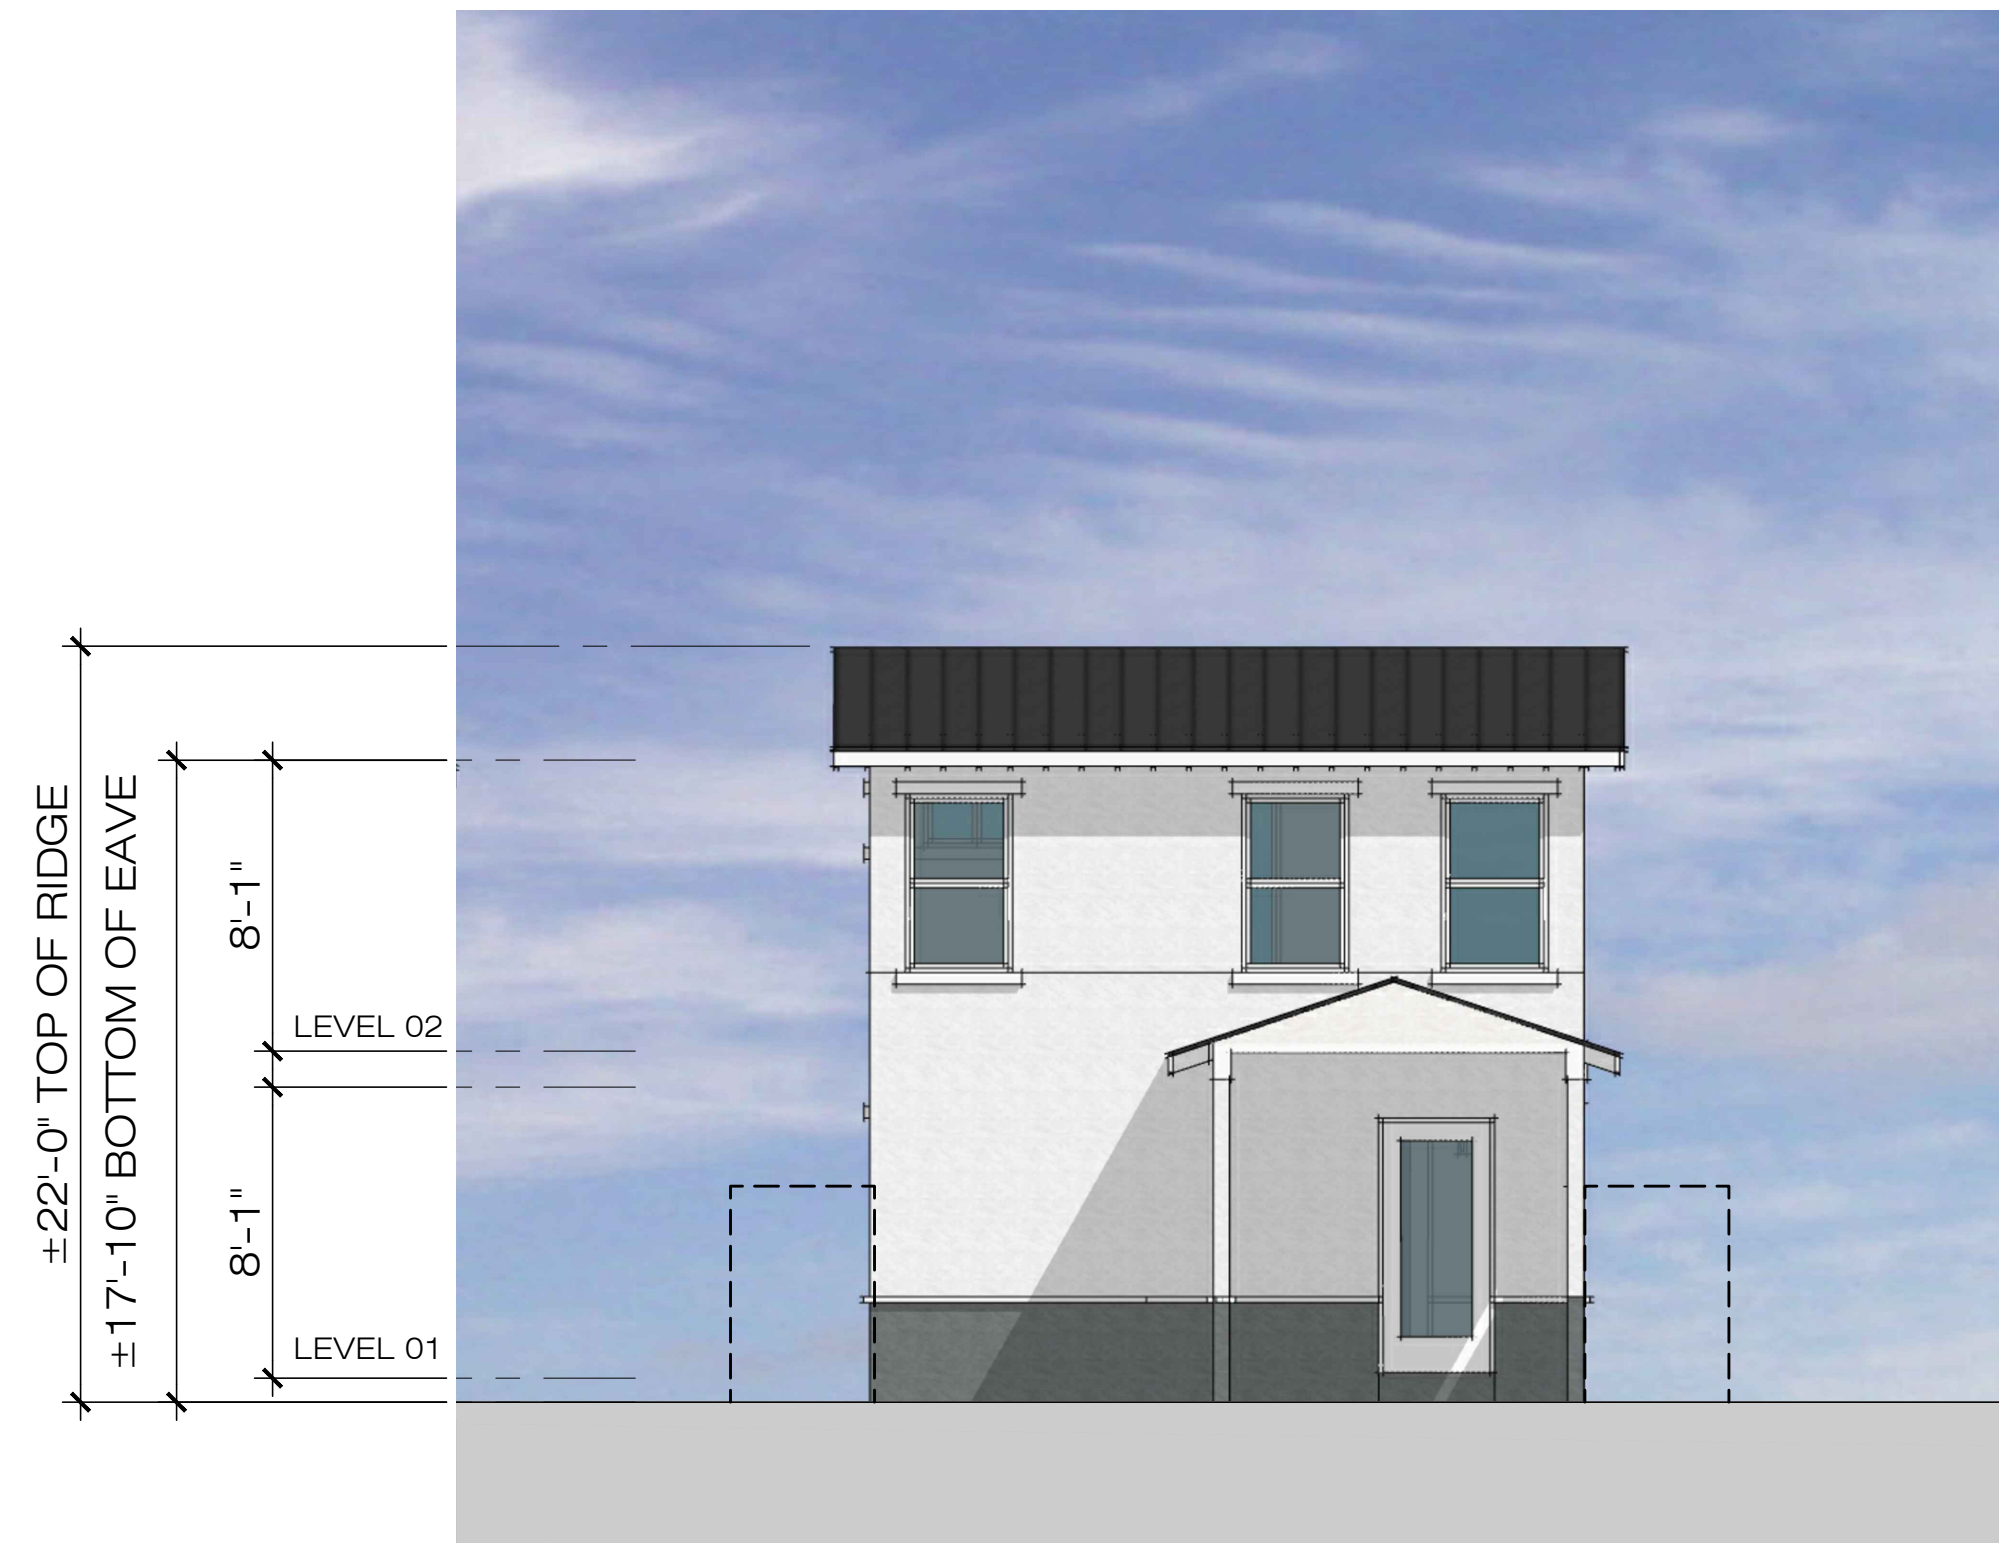 ±22'-0" TOP OF RIDGE
±17'-10" BOTTOM OF EAVE
8'-1"
LEVEL 02
8'-1"
LEVEL 01